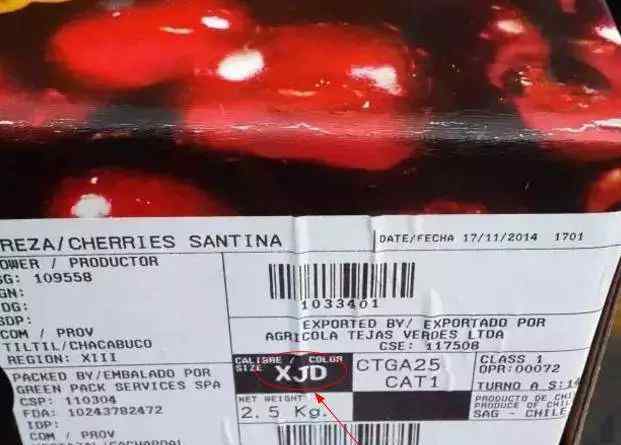 REZA/CHERRIES SANTINA
DATE/FECHA 17/11/2014 1701
OWER / PRODUCTOR
SG: 109558
GN:
DG:
SDP:
COM / PROV
TILTIL/CHACABUCO
REGION: XIII
1033401
EXPORTED BY/ EXPORTADO POR
AGRICOLA TEJAS VERDES LTDA
CSE: 117508
CALIBRE / COLOR
SIZE XJD
CTGA25
CAT1
CLASS 1
DPR:00072
TURNO A S:14
PACKED BY/EMBALADO POR
GREEN PACK SERVICES SPA
CSP: 110304
FDA: 10243782472
IDP:
COM / PROV
NET WEIGHT
2.5 Kg.
PRODUCTO DE CHI
PRODUCE OF CHIL
SAG - CHILE